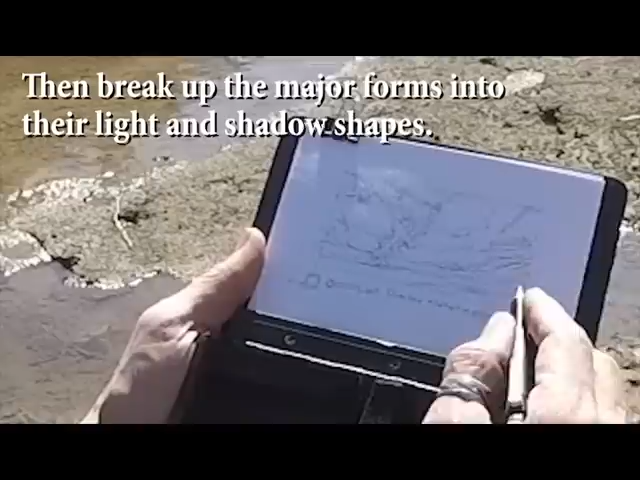 Then break up the major forms into
their light and shadow shapes.